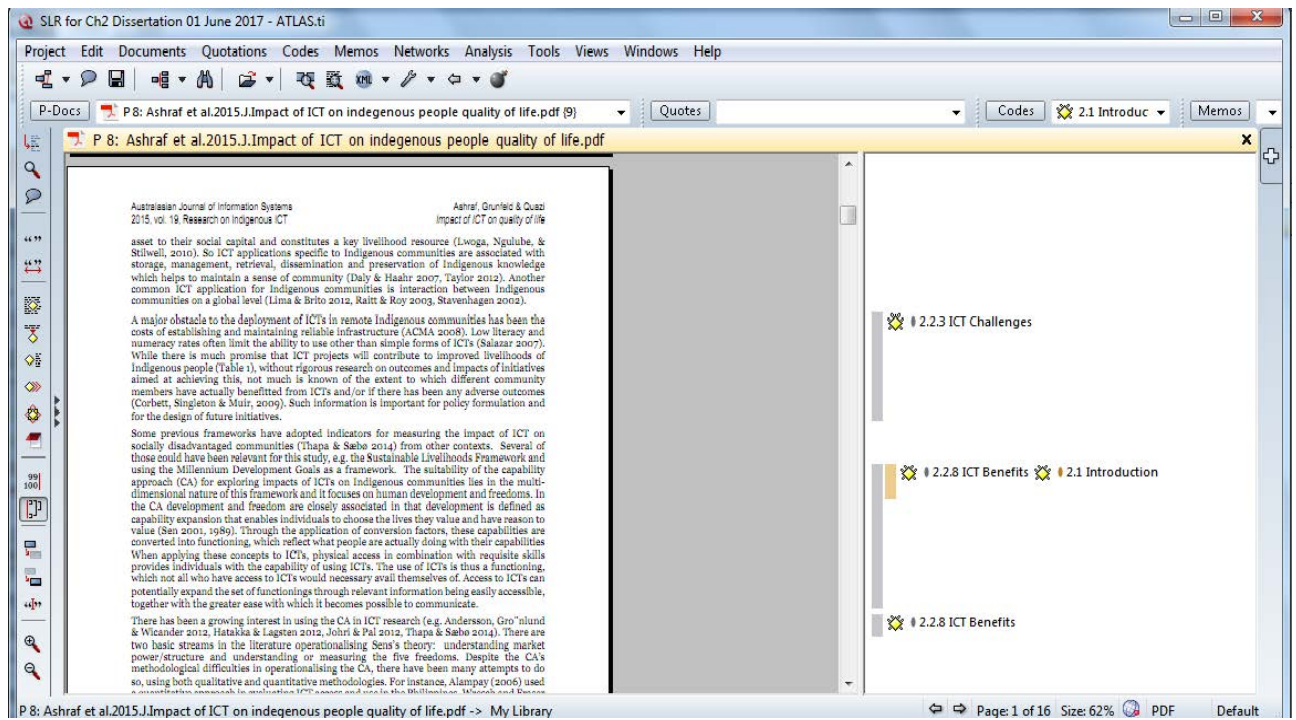 SLR for Ch2 Dissertation 01 June 2017 - ATLAS.ti
Project Edit Documents Quotations Codes Memos Networks Analysis Tools Views Windows Help
P-Docs P 8: Ashraf et al.2015.J.Impact of ICT on indegenous people quality of life.pdf {9} Quotes Codes 2.1 Introduc Memos
P 8: Ashraf et al.2015.J.Impact of ICT on indegenous people quality of life.pdf
Australasian Journal of Information Systems Ashraf, Grunfeld & Quazi
2015, vol. 19, Research on Indigenous ICT Impact of ICT on quality of life
asset to their social capital and constitutes a key livelihood resource (Lwoga, Ngulube, &
Stilwell, 2010). So ICT applications specific to Indigenous communities are associated with
storage, management, retrieval, dissemination and preservation of Indigenous knowledge
which helps to maintain a sense of community (Daly & Haahr 2007, Taylor 2012). Another
common ICT application for Indigenous communities is interaction between Indigenous
communities on a global level (Lima & Brito 2012, Raitt & Roy 2003, Stavenhagen 2002).
A major obstacle to the deployment of ICTs in remote Indigenous communities has been the
costs of establishing and maintaining reliable infrastructure (ACMA 2008). Low literacy and
numeracy rates often limit the ability to use other than simple forms of ICTs (Salazar 2007).
While there is much promise that ICT projects will contribute to improved livelihoods of
Indigenous people (Table 1), without rigorous research on outcomes and impacts of initiatives
aimed at achieving this, not much is known of the extent to which different community
members have actually benefitted from ICTs and/or if there has been any adverse outcomes
(Corbett, Singleton & Muir, 2009). Such information is important for policy formulation and
for the design of future initiatives.
Some previous frameworks have adopted indicators for measuring the impact of ICT on
socially disadvantaged communities (Thapa & Sæbø 2014) from other contexts. Several of
those could have been relevant for this study, e.g. the Sustainable Livelihoods Framework and
using the Millennium Development Goals as a framework. The suitability of the capability
approach (CA) for exploring impacts of ICTs on Indigenous communities lies in the multi-
dimensional nature of this framework and it focuses on human development and freedoms. In
the CA development and freedom are closely associated in that development is defined as
capability expansion that enables individuals to choose the lives they value and have reason to
value (Sen 2001, 1989). Through the application of conversion factors, these capabilities are
converted into functioning, which reflect what people are actually doing with their capabilities
When applying these concepts to ICTs, physical access in combination with requisite skills
provides individuals with the capability of using ICTs. The use of ICTs is thus a functioning,
which not all who have access to ICTs would necessary avail themselves of. Access to ICTs can
potentially expand the set of functionings through relevant information being easily accessible,
together with the greater ease with which it becomes possible to communicate.
There has been a growing interest in using the CA in ICT research (e.g. Andersson, Gro¨nlund
& Wicander 2012, Hatakka & Lagsten 2012, Johri & Pal 2012, Thapa & Sæbø 2014). There are
two basic streams in the literature operationalising Sens's theory: understanding market
power/structure and understanding or measuring the five freedoms. Despite the CA's
methodological difficulties in operationalising the CA, there have been many attempts to do
so, using both qualitative and quantitative methodologies. For instance, Alampay (2006) used
a quantitative approach in evaluating ICT access and use in the Philippines,
2.2.3 ICT Challenges
2.2.8 ICT Benefits 2.1 Introduction
2.2.8 ICT Benefits
P 8: Ashraf et al.2015.J.Impact of ICT on indegenous people quality of life.pdf -> My Library Page: 1 of 16 Size: 62% PDF Default